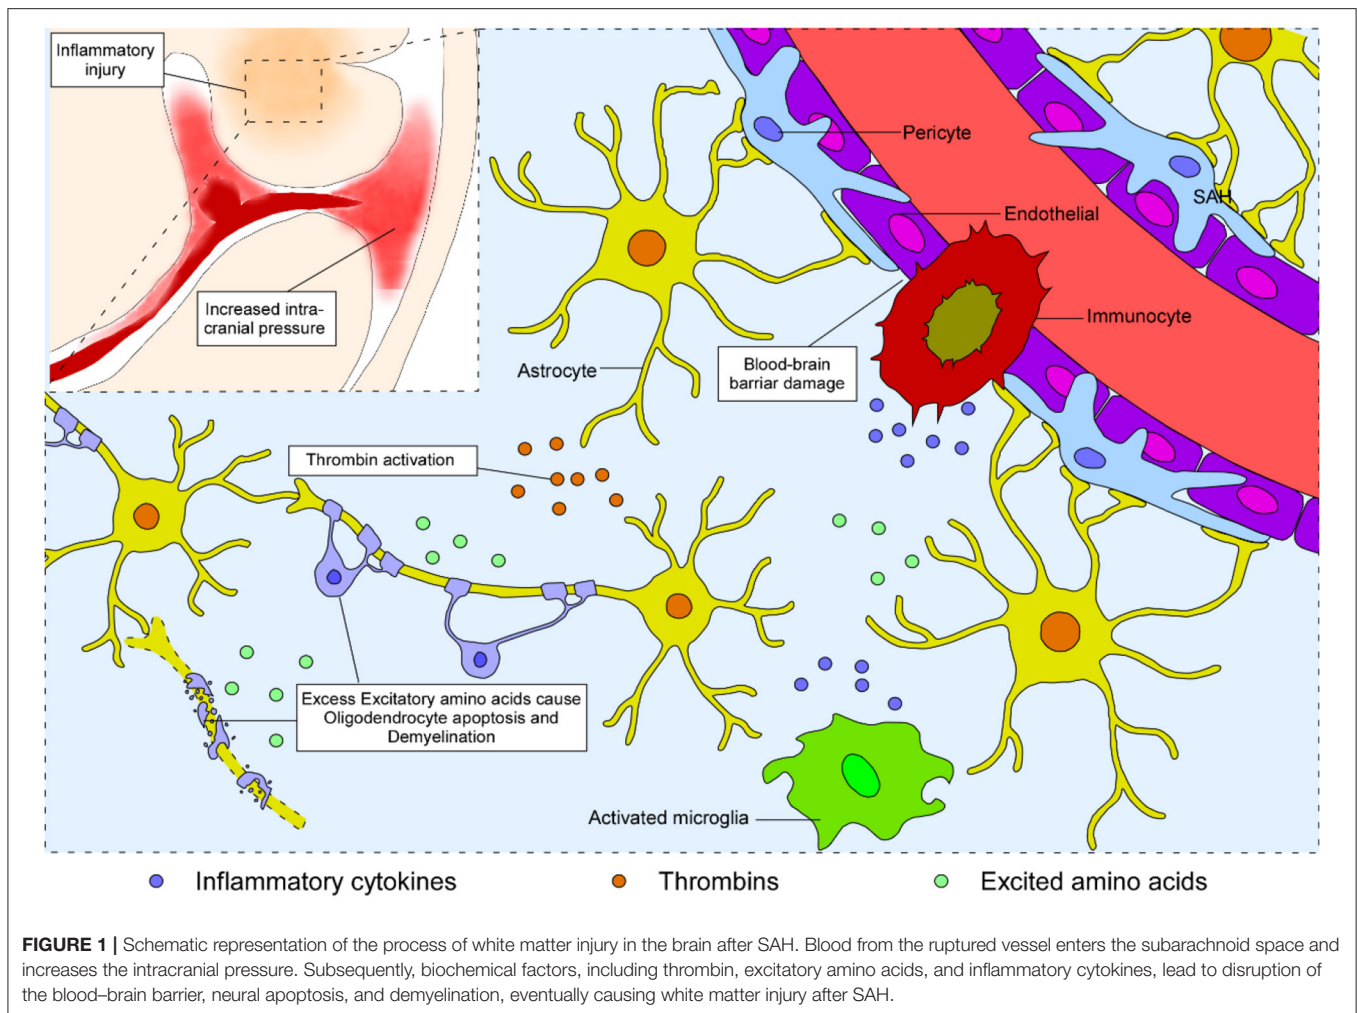 Inflammatory
injury
Increased intra-
cranial pressure
Pericyte
SAH
Endothelial
Immunocyte
Blood-brain
barriar damage
Astrocyte
Thrombin activation
Excess Excitatory amino acids cause
Oligodendrocyte apoptosis and
Demyelination
Activated microglia
Inflammatory cytokines
Thrombins
Excited amino acids
FIGURE 1 | Schematic representation of the process of white matter injury in the brain after SAH. Blood from the ruptured vessel enters the subarachnoid space and
increases the intracranial pressure. Subsequently, biochemical factors, including thrombin, excitatory amino acids, and inflammatory cytokines, lead to disruption of
the blood–brain barrier, neural apoptosis, and demyelination, eventually causing white matter injury after SAH.